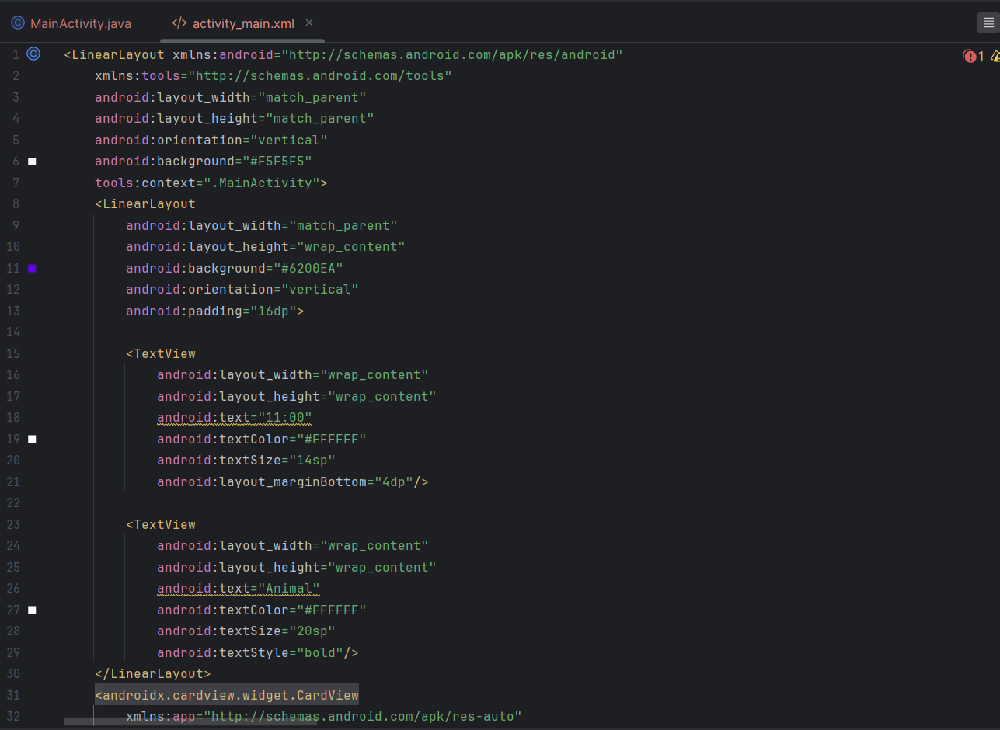 MainActivity.java
</> activity_main.xml
1 <LinearLayout xmlns:android="http://schemas.android.com/apk/res/android"
2 xmlns:tools="http://schemas.android.com/tools"
3 android:layout_width="match_parent"
4 android:layout_height="match_parent"
5 android:orientation="vertical"
6 android:background="#F5F5F5"
7 tools:context=".MainActivity">
8 <LinearLayout
9 android:layout_width="match_parent"
10 android:layout_height="wrap_content"
11 android:background="#6200EA"
12 android:orientation="vertical"
13 android:padding="16dp">
14
15 <TextView
16 android:layout_width="wrap_content"
17 android:layout_height="wrap_content"
18 android:text="11:00"
19 android:textColor="#FFFFFF"
20 android:textSize="14sp"
21 android:layout_marginBottom="4dp"/>
22
23 <TextView
24 android:layout_width="wrap_content"
25 android:layout_height="wrap_content"
26 android:text="Animal"
27 android:textColor="#FFFFFF"
28 android:textSize="20sp"
29 android:textStyle="bold"/>
30 </LinearLayout>
31 <androidx.cardview.widget.CardView
32 xmlns:app="http://schemas.android.com/apk/res-auto"
1